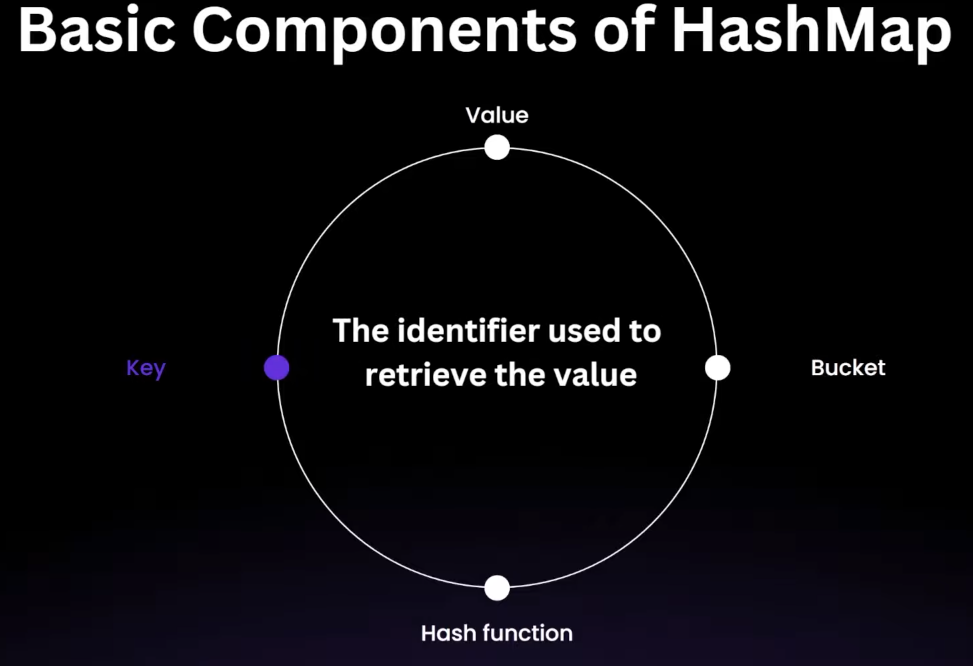 Basic Components of HashMap
Value
The identifier used to
retrieve the value
Key
Bucket
Hash function